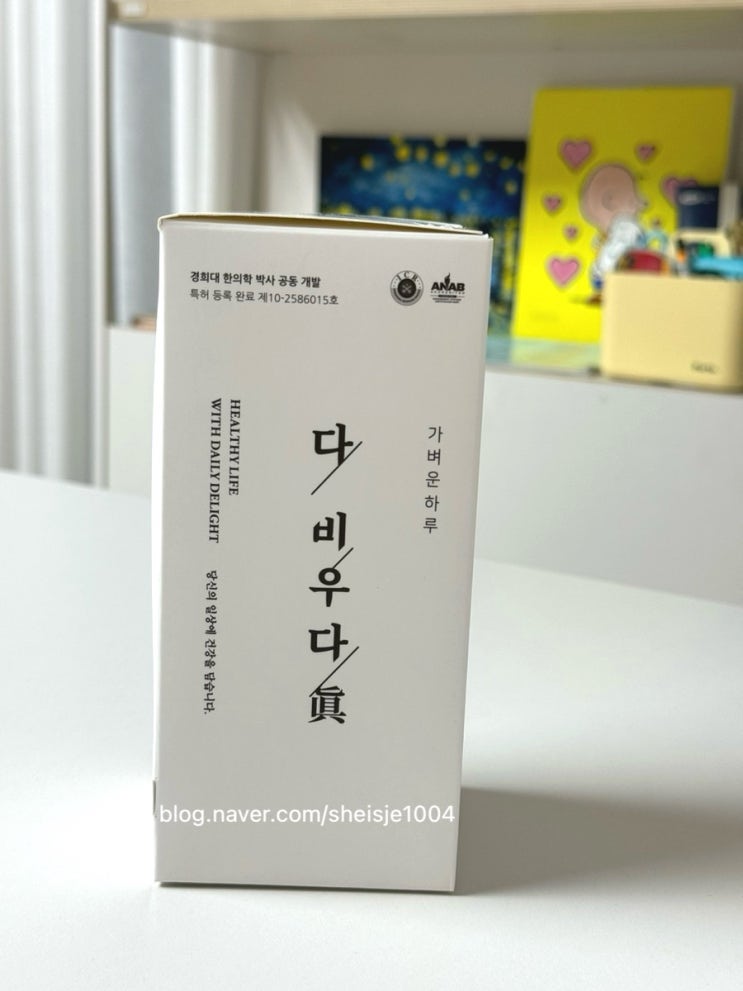 경희대 한의학 박사 공동 개발
특허 등록 완료 제10-2586015호
ICR
ANAB
가벼운하루
다비우다眞
HEALTHY LIFE
WITH DAILY DELIGHT
당신의 일상에 건강을 담습니다.
blog.naver.com/sheisje1004